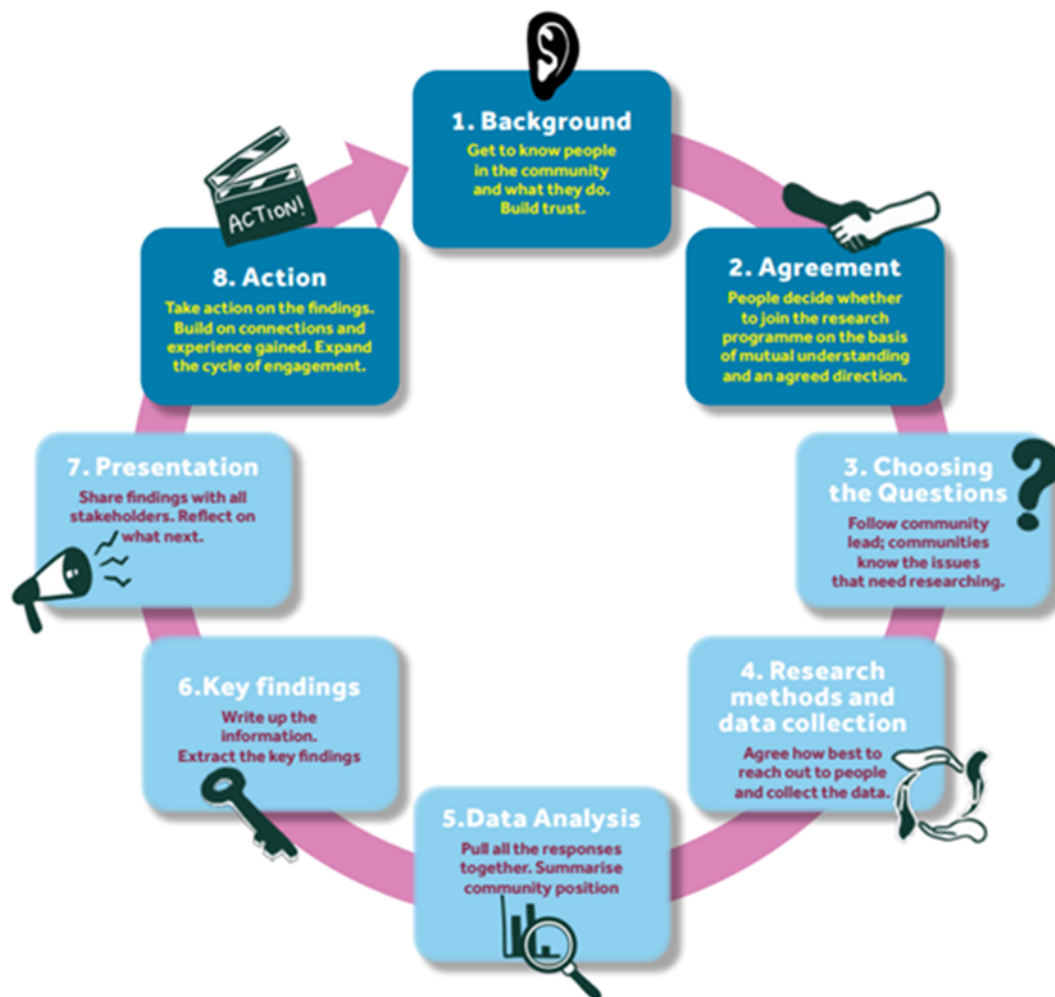 1. Background
Get to know people
in the community
and what they do.
Build trust.
2. Agreement
People decide whether
to join the research
programme on the basis
of mutual understanding
and an agreed direction.
3. Choosing
the Questions
Follow community
lead; communities
know the issues
that need researching.
4. Research
methods and
data collection
Agree how best to
reach out to people
and collect the data.
5.Data Analysis
Pull all the responses
together. Summarise
community position
6.Key findings
Write up the
information.
Extract the key findings
7. Presentation
Share findings with all
stakeholders. Reflect on
what next.
8. Action
Take action on the findings.
Build on connections and
experience gained. Expand
the cycle of engagement.
ACTION!